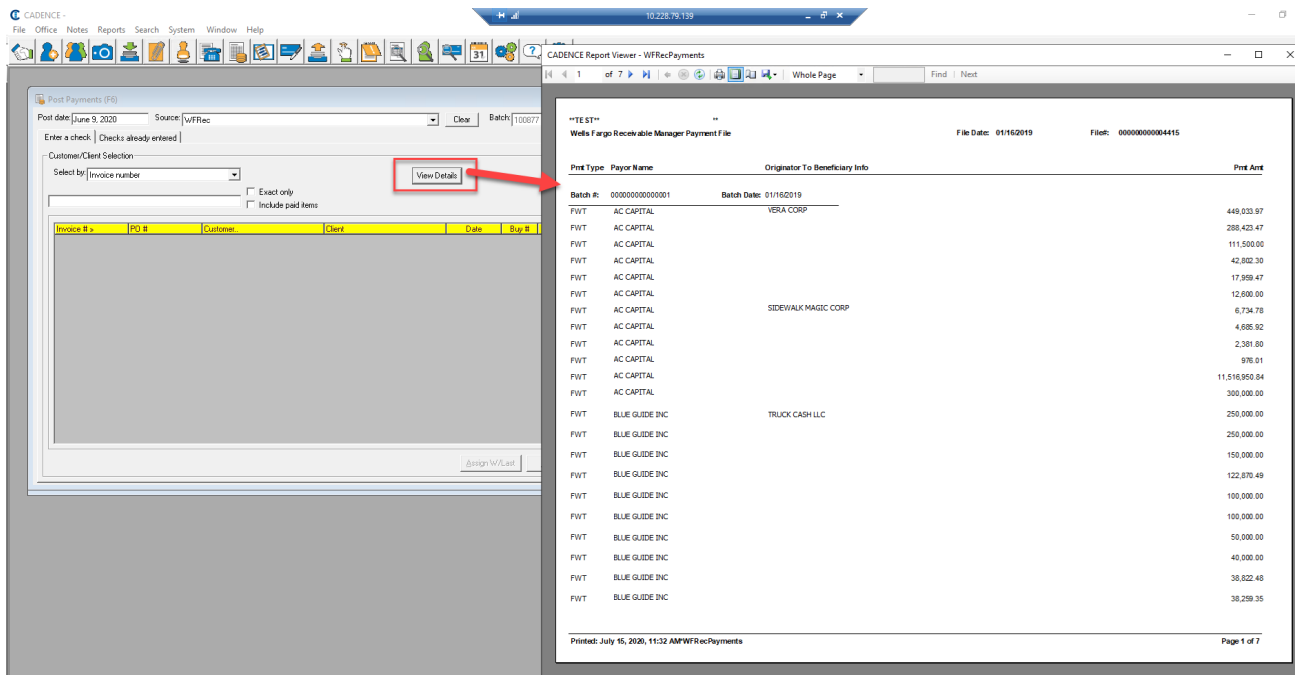 CADENCE -
10.228.79.139
File Office Notes Reports Search System Window Help
31
Post Payments (F6)
Post date: June 9, 2020 Source: WFRec Clear Batch: 100877
Enter a check Checks already entered
Customer/Client Selection
Select by: Invoice number
View Details
Exact only
Include paid items
Invoice # » PO # Customer.. Client Date Buy #
Assign W/Last
CADENCE Report Viewer - WFRecPayments
1 of 7 Whole Page Find | Next
**TEST** **
Wells Fargo Receivable Manager Payment File File Date: 01/16/2019 File#: 000000000004415
Pmt Type Payor Name Originator To Beneficiary Info Pmt Amt
Batch #: 000000000000001 Batch Date: 01/16/2019
FWT AC CAPITAL VERA CORP 449,033.97
FWT AC CAPITAL 288,423.47
FWT AC CAPITAL 111,500.00
FWT AC CAPITAL 42,802.30
FWT AC CAPITAL 17,959.47
FWT AC CAPITAL 12,600.00
FWT AC CAPITAL SIDEWALK MAGIC CORP 6,734.78
FWT AC CAPITAL 4,685.92
FWT AC CAPITAL 2,381.80
FWT AC CAPITAL 976.01
FWT AC CAPITAL 11,516,950.84
FWT AC CAPITAL 300,000.00
FWT BLUE GUIDE INC TRUCK CASH LLC 250,000.00
FWT BLUE GUIDE INC 250,000.00
FWT BLUE GUIDE INC 150,000.00
FWT BLUE GUIDE INC 122,870.49
FWT BLUE GUIDE INC 100,000.00
FWT BLUE GUIDE INC 100,000.00
FWT BLUE GUIDE INC 50,000.00
FWT BLUE GUIDE INC 40,000.00
FWT BLUE GUIDE INC 38,822.48
FWT BLUE GUIDE INC 38,259.35
Printed: July 15, 2020, 11:32 AM*WFRecPayments Page 1 of 7